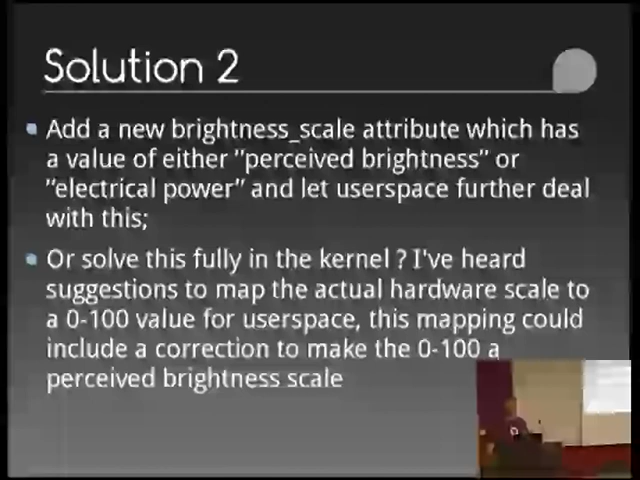 Solution 2
Add a new brightness_scale attribute which has
a value of either "perceived brightness" or
"electrical power" and let userspace further deal
with this;
Or solve this fully in the kernel ? I've heard
suggestions to map the actual hardware scale to
a 0-100 value for userspace, this mapping could
include a correction to make the 0-100 a
perceived brightness scale